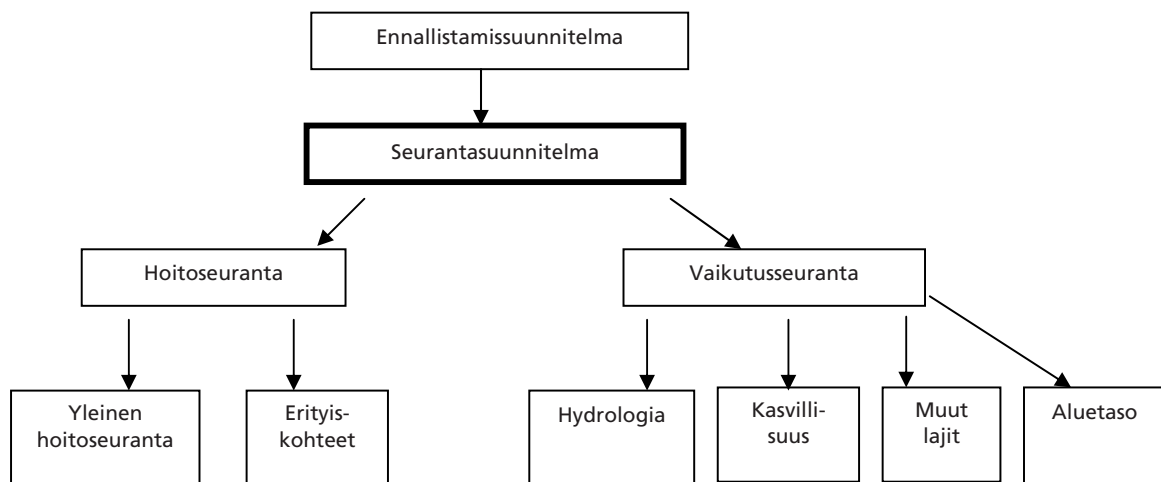 Ennallistamissuunnitelma
Seurantasuunnitelma
Hoitoseuranta
Vaikutusseuranta
Yleinen
hoitoseuranta
Erityis-
kohteet
Hydrologia
Kasvilli-
suus
Muut
lajit
Aluetaso